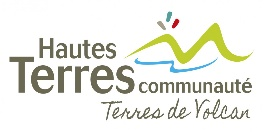 Hautes
Terres communauté
Terres de Volcan